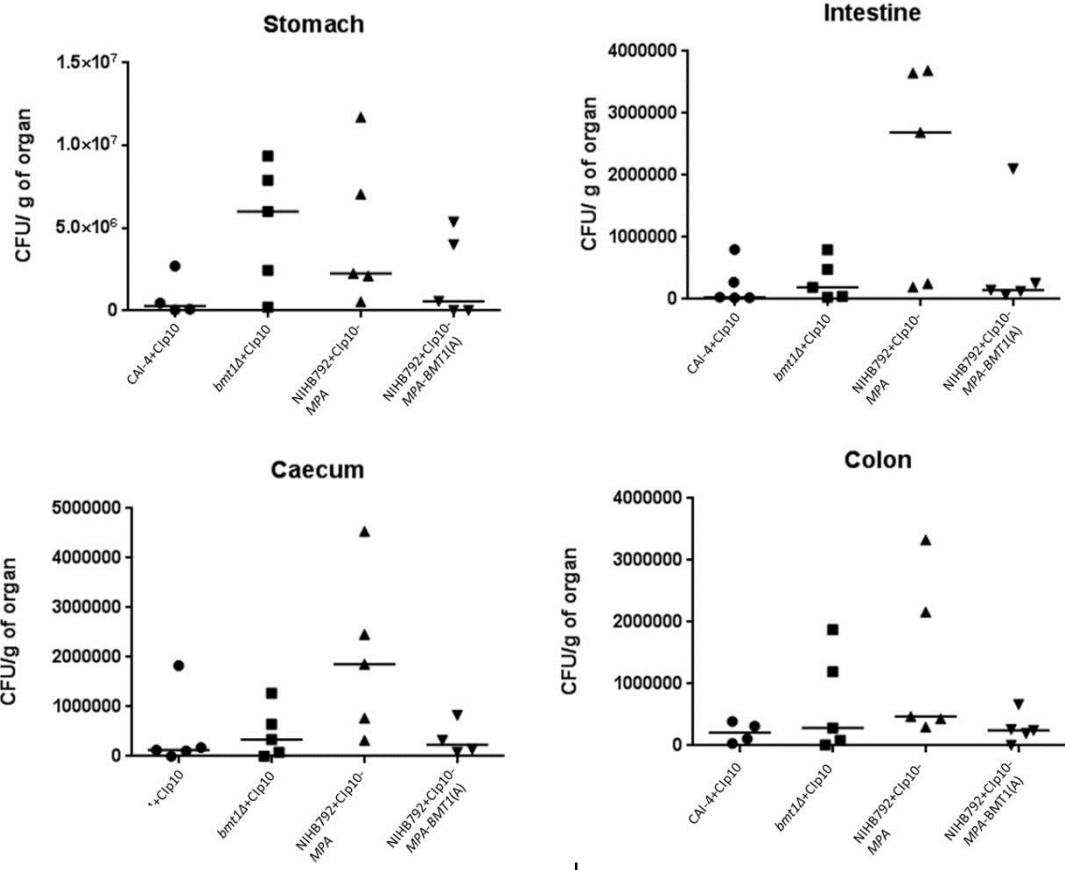 Stomach
CFU/ g of organ
1.5×10⁷
1.0×10⁷
5.0×10⁶
0
CAI-4+Clp10
bmt1Δ+Clp10
NIHB792+Clp10-
MPA
NIHB792+Clp10-
MPA-BMT1(A)
Intestine
CFU/ g of organ
4000000
3000000
2000000
1000000
0
CAI-4+Clp10
bmt1Δ+Clp10
NIHB792+Clp10-
MPA
NIHB792+Clp10-
MPA-BMT1(A)
Caecum
CFU/g of organ
5000000
4000000
3000000
2000000
1000000
0
+Clp10
bmt1Δ+Clp10
NIHB792+Clp10-
MPA
NIHB792+Clp10-
MPA-BMT1(A)
Colon
CFU/g of organ
4000000
3000000
2000000
1000000
0
CAI-4+Clp10
bmt1Δ+Clp10
NIHB792+Clp10-
MPA
NIHB792+Clp10-
MPA-BMT1(A)